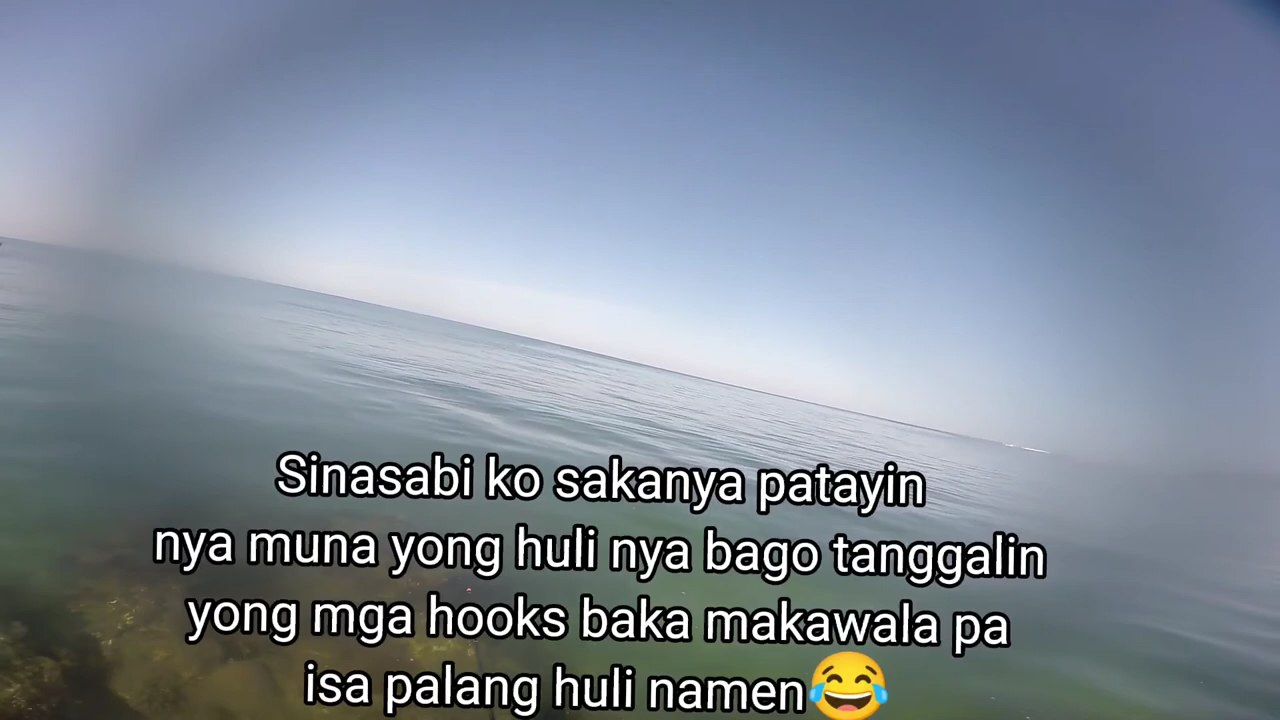 Sinasabi ko sakanya patayin
nya muna yong huli nya bago tanggalin
yong mga hooks baka makawala pa
isa palang huli namen😂